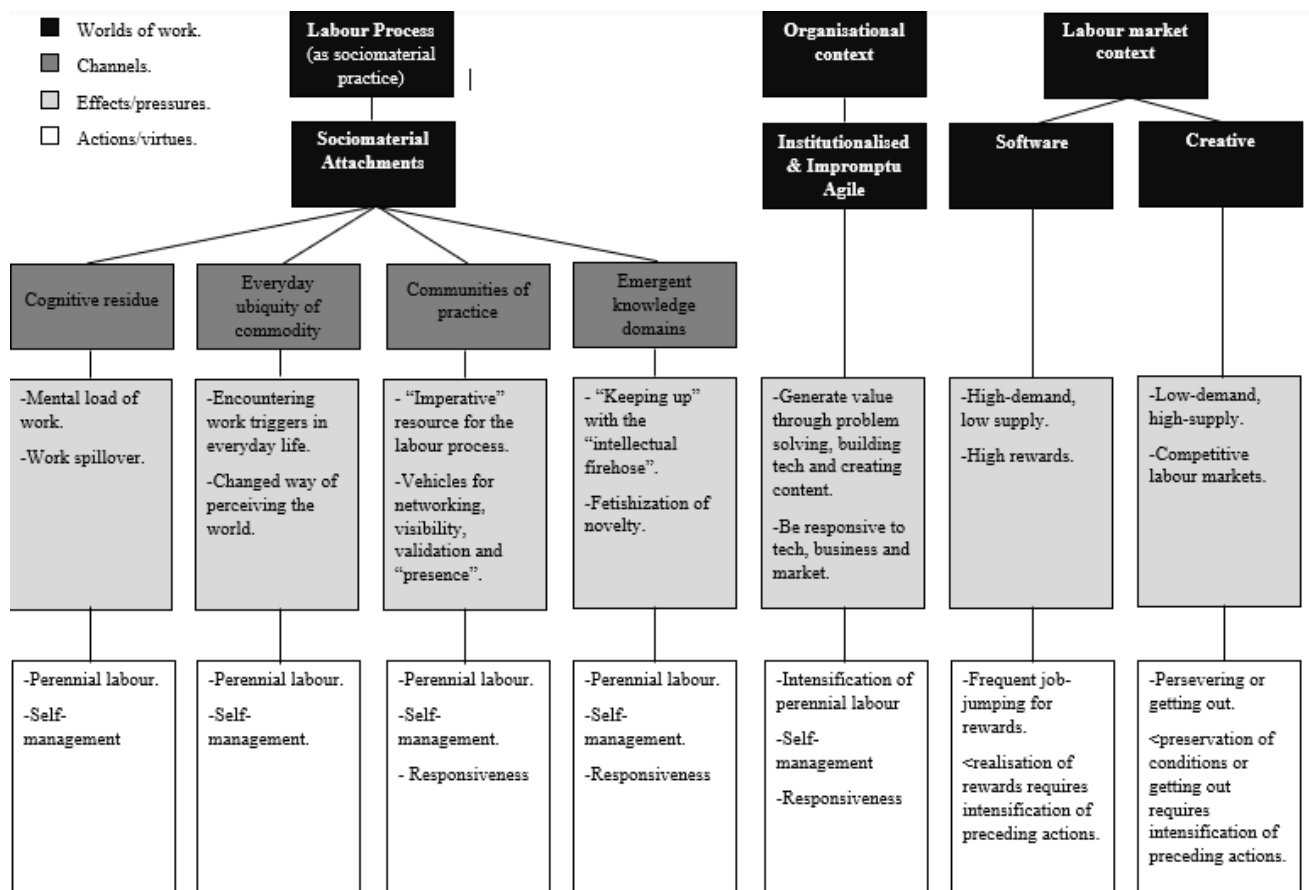 Worlds of work.
Channels.
Effects/pressures.
Actions/virtues.
Labour Process
(as sociomaterial
practice)
Organisational
context
Labour market
context
Sociomaterial
Attachments
Institutionalised
& Impromptu
Agile
Software
Creative
Cognitive residue
Everyday
ubiquity of
commodity
Communities of
practice
Emergent
knowledge
domains
-Mental load of
work.
-Work spillover.
-Encountering
work triggers in
everyday life.
-Changed way of
perceiving the
world.
- “Imperative”
resource for the
labour process.
- Vehicles for
networking,
visibility,
validation and
“presence”.
- “Keeping up”
with the
“intellectual
firehose”.
- Fetishization of
novelty.
-Generate value
through problem
solving, building
tech and creating
content.
-Be responsive to
tech, business and
market.
-High-demand,
low supply.
-High rewards.
-Low-demand,
high-supply.
-Competitive
labour markets.
-Perennial labour.
-Self-
management
-Perennial labour.
-Self-
management.
-Perennial labour.
-Self-
management.
- Responsiveness
-Perennial labour.
-Self-
management.
-Responsiveness
-Intensification of
perennial labour
-Self-
management
-Responsiveness
-Frequent job-
jumping for
rewards.
<realisation of
rewards requires
intensification of
preceding actions.
-Persevering or
getting out.
<preservation of
conditions or
getting out
requires
intensification of
preceding actions.